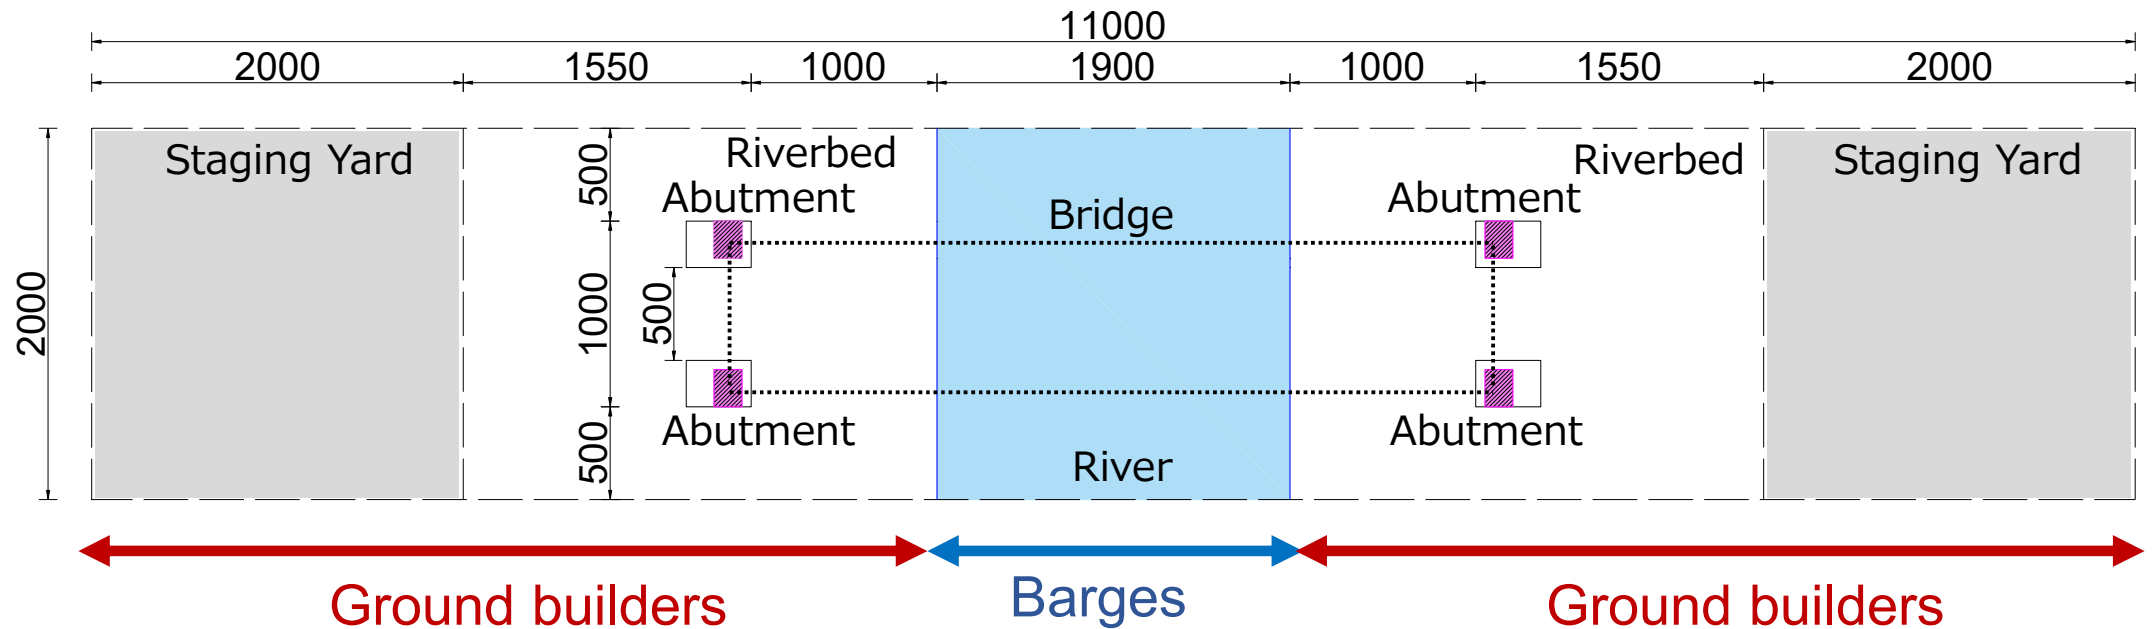 11000
2000 1550 1000 1900 1000 1550 2000
Staging Yard
500
Riverbed
Riverbed
Staging Yard
Abutment
Abutment
Bridge
2000
1000
500
Abutment
Abutment
500
River
Ground builders
Barges
Ground builders